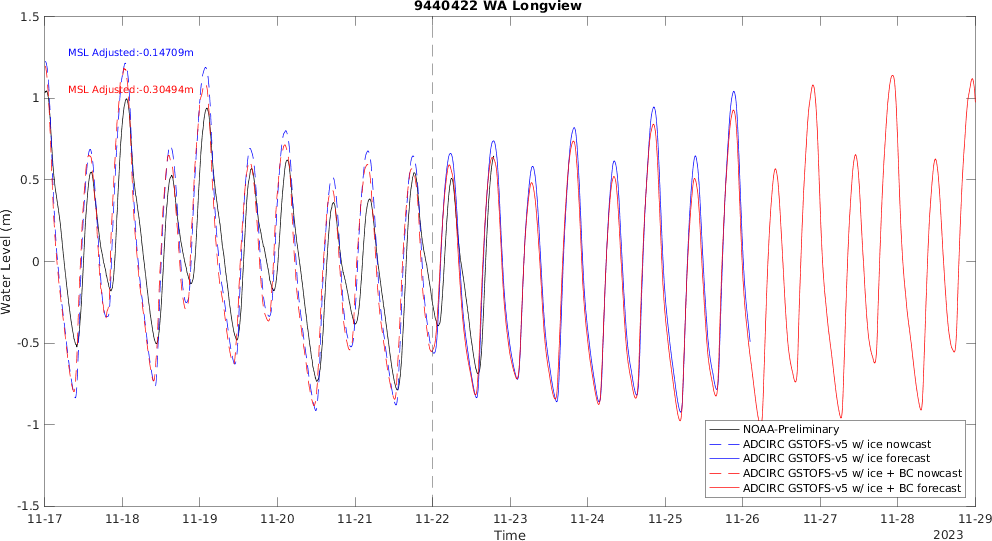 9440422 WA Longview
MSL Adjusted:-0.14709m
MSL Adjusted:-0.30494m
Water Level (m)
1.5
1
0.5
0
-0.5
-1
-1.5
NOAA-Preliminary
ADCIRC GSTOFS-v5 w/ ice nowcast
ADCIRC GSTOFS-v5 w/ ice forecast
ADCIRC GSTOFS-v5 w/ ice + BC nowcast
ADCIRC GSTOFS-v5 w/ ice + BC forecast
11-17 11-18 11-19 11-20 11-21 11-22 11-23 11-24 11-25 11-26 11-27 11-28 11-29
Time
2023